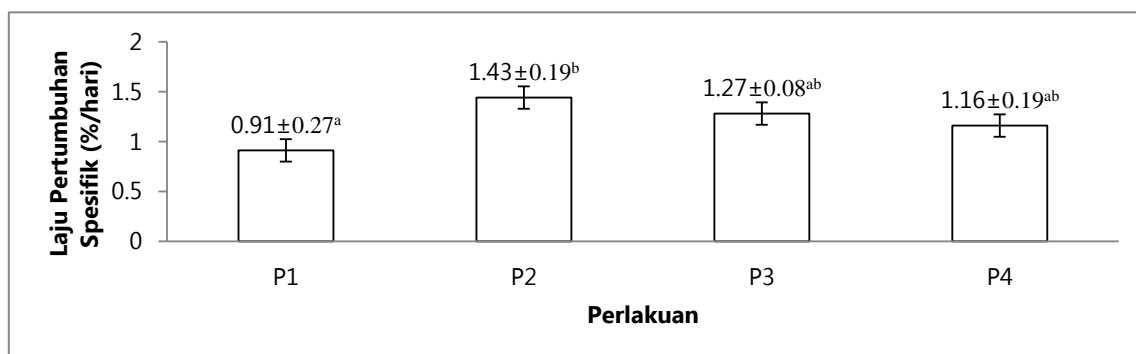 Laju Pertumbuhan
Spesifik (%/hari)
2
1.5
1
0.5
0
0.91±0.27ᵃ
1.43±0.19ᵇ
1.27±0.08ᵃᵇ
1.16±0.19ᵃᵇ
P1 P2 P3 P4
Perlakuan